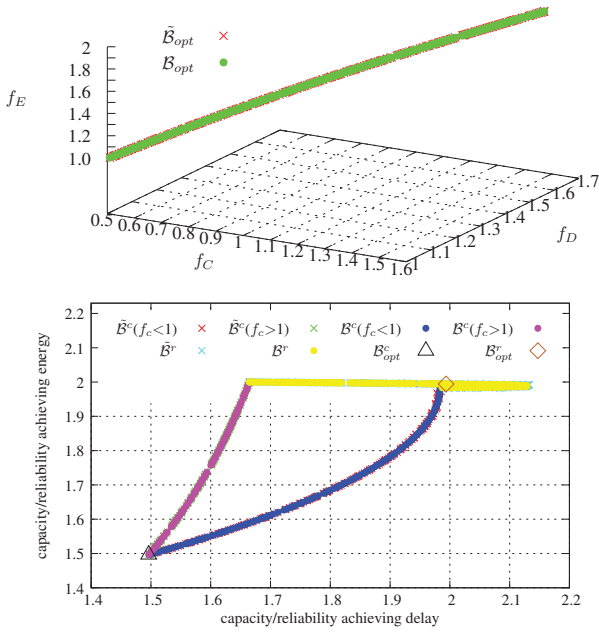 B̃_opt ×
B_opt ●
f_E
2
1.8
1.6
1.4
1.2
1.0
0.5 0.6 0.7 0.8 0.9 1 1.1 1.2 1.3 1.4 1.5 1.6
f_C
1 1.1 1.2 1.3 1.4 1.5 1.6 1.7
f_D
B̃^c(f_c<1) × B̃^c(f_c>1) × B^c(f_c<1) ● B^c(f_c>1) ●
B̃^r × B^r ● B^c_opt △ B^r_opt ◇
capacity/reliability achieving energy
2.2
2.1
2
1.9
1.8
1.7
1.6
1.5
1.4
1.4 1.5 1.6 1.7 1.8 1.9 2 2.1 2.2
capacity/reliability achieving delay